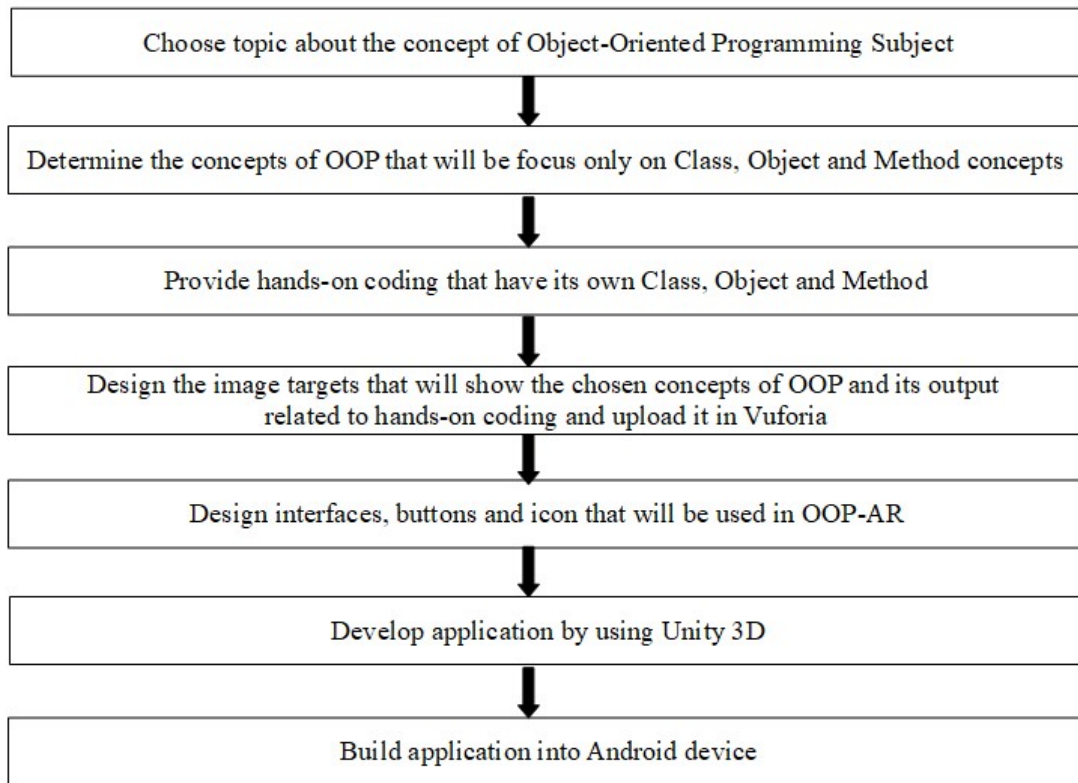 Choose topic about the concept of Object-Oriented Programming Subject
Determine the concepts of OOP that will be focus only on Class, Object and Method concepts
Provide hands-on coding that have its own Class, Object and Method
Design the image targets that will show the chosen concepts of OOP and its output
related to hands-on coding and upload it in Vuforia
Design interfaces, buttons and icon that will be used in OOP-AR
Develop application by using Unity 3D
Build application into Android device